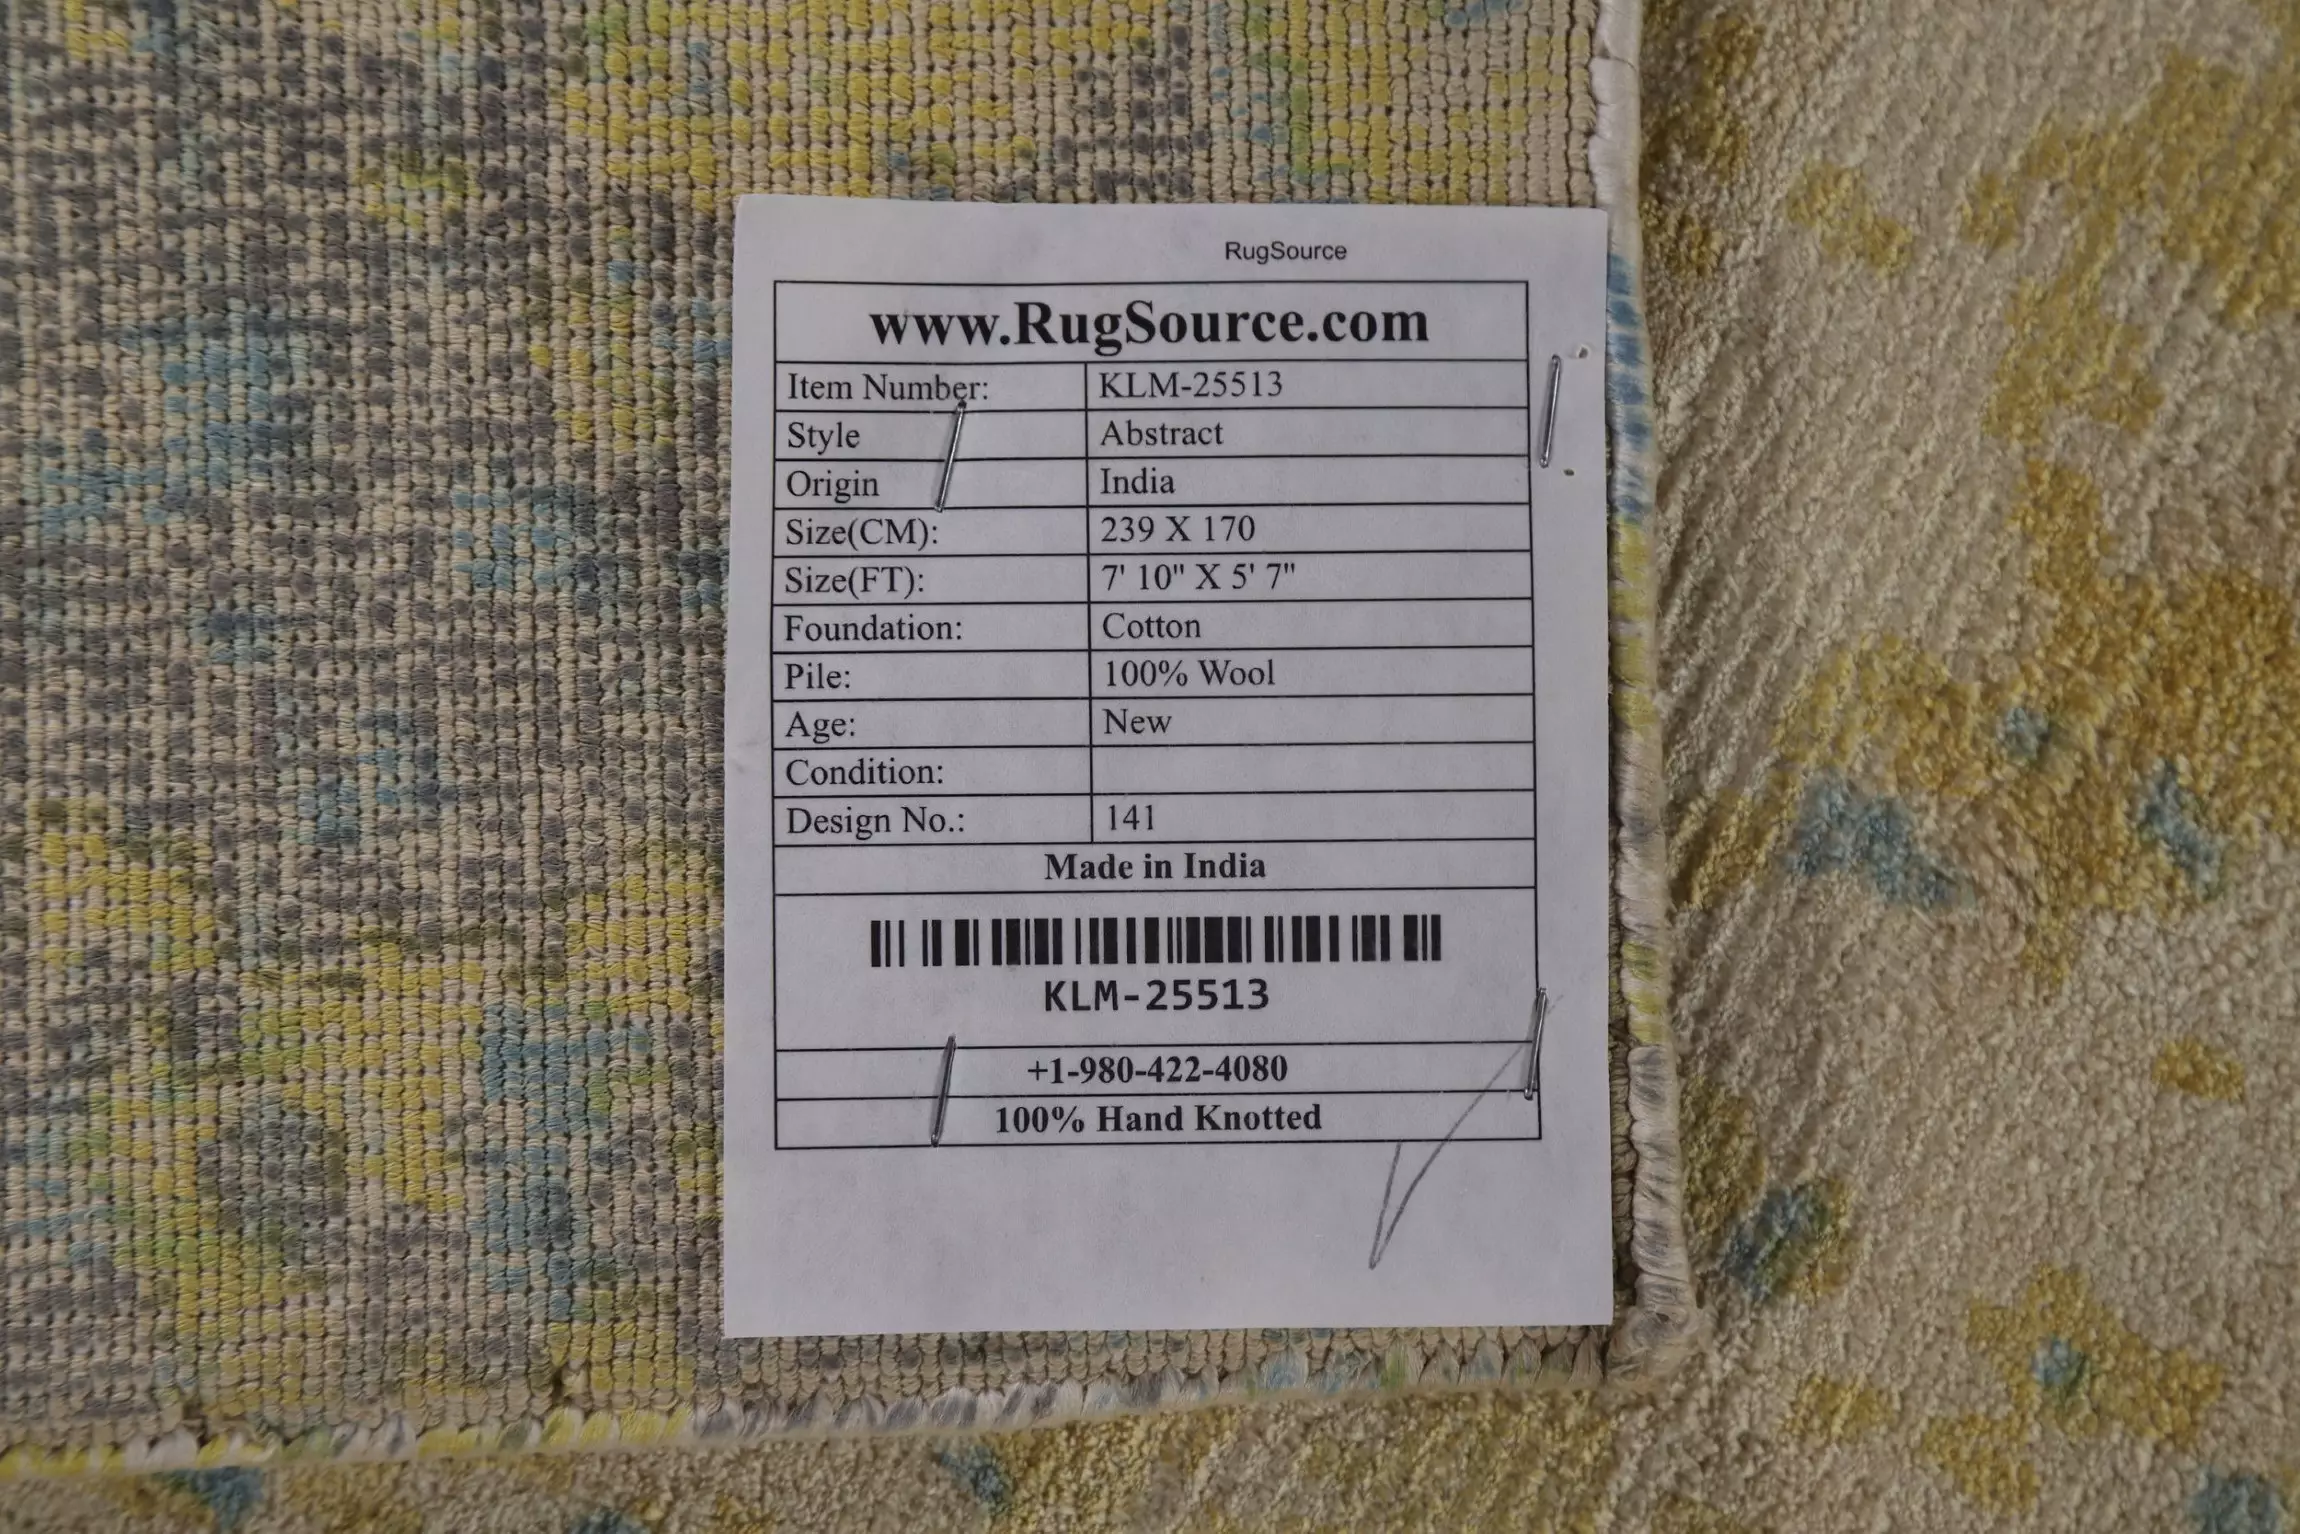 RugSource
www.RugSource.com
Item Number: KLM-25513
Style Abstract
Origin India
Size(CM): 239 X 170
Size(FT): 7' 10" X 5' 7"
Foundation: Cotton
Pile: 100% Wool
Age: New
Condition:
Design No.: 141
Made in India
KLM-25513
+1-980-422-4080
100% Hand Knotted